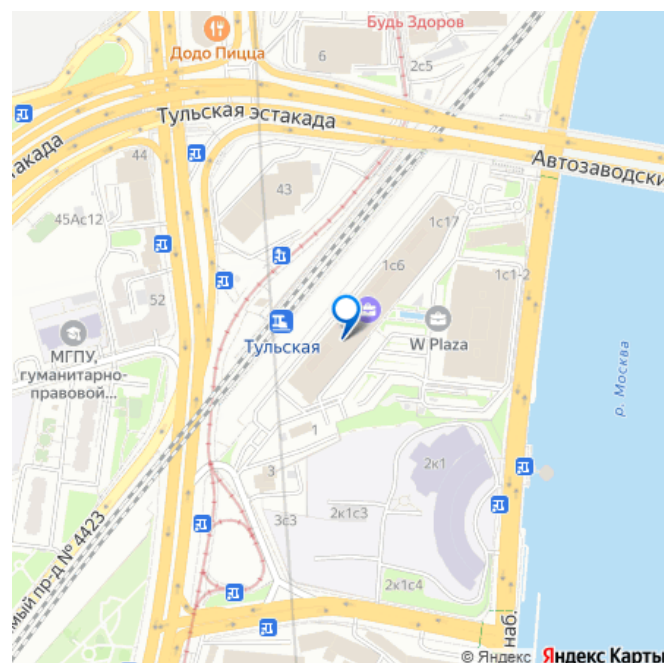 Будь Здоров
Додо Пицца
6
2с5
Тульская эстакада
акада
Автозаводски
44
43
45Ас12
1с17
1с6
52
1с1-2
Тульская
W Plaza
МГПУ,
гуманитарно-
правовой...
р. Москва
1
3
2к1
3с3
2к1с3
2к1с4
мый пр-д № 4423
наб.
© Яндекс Яндекс Карты